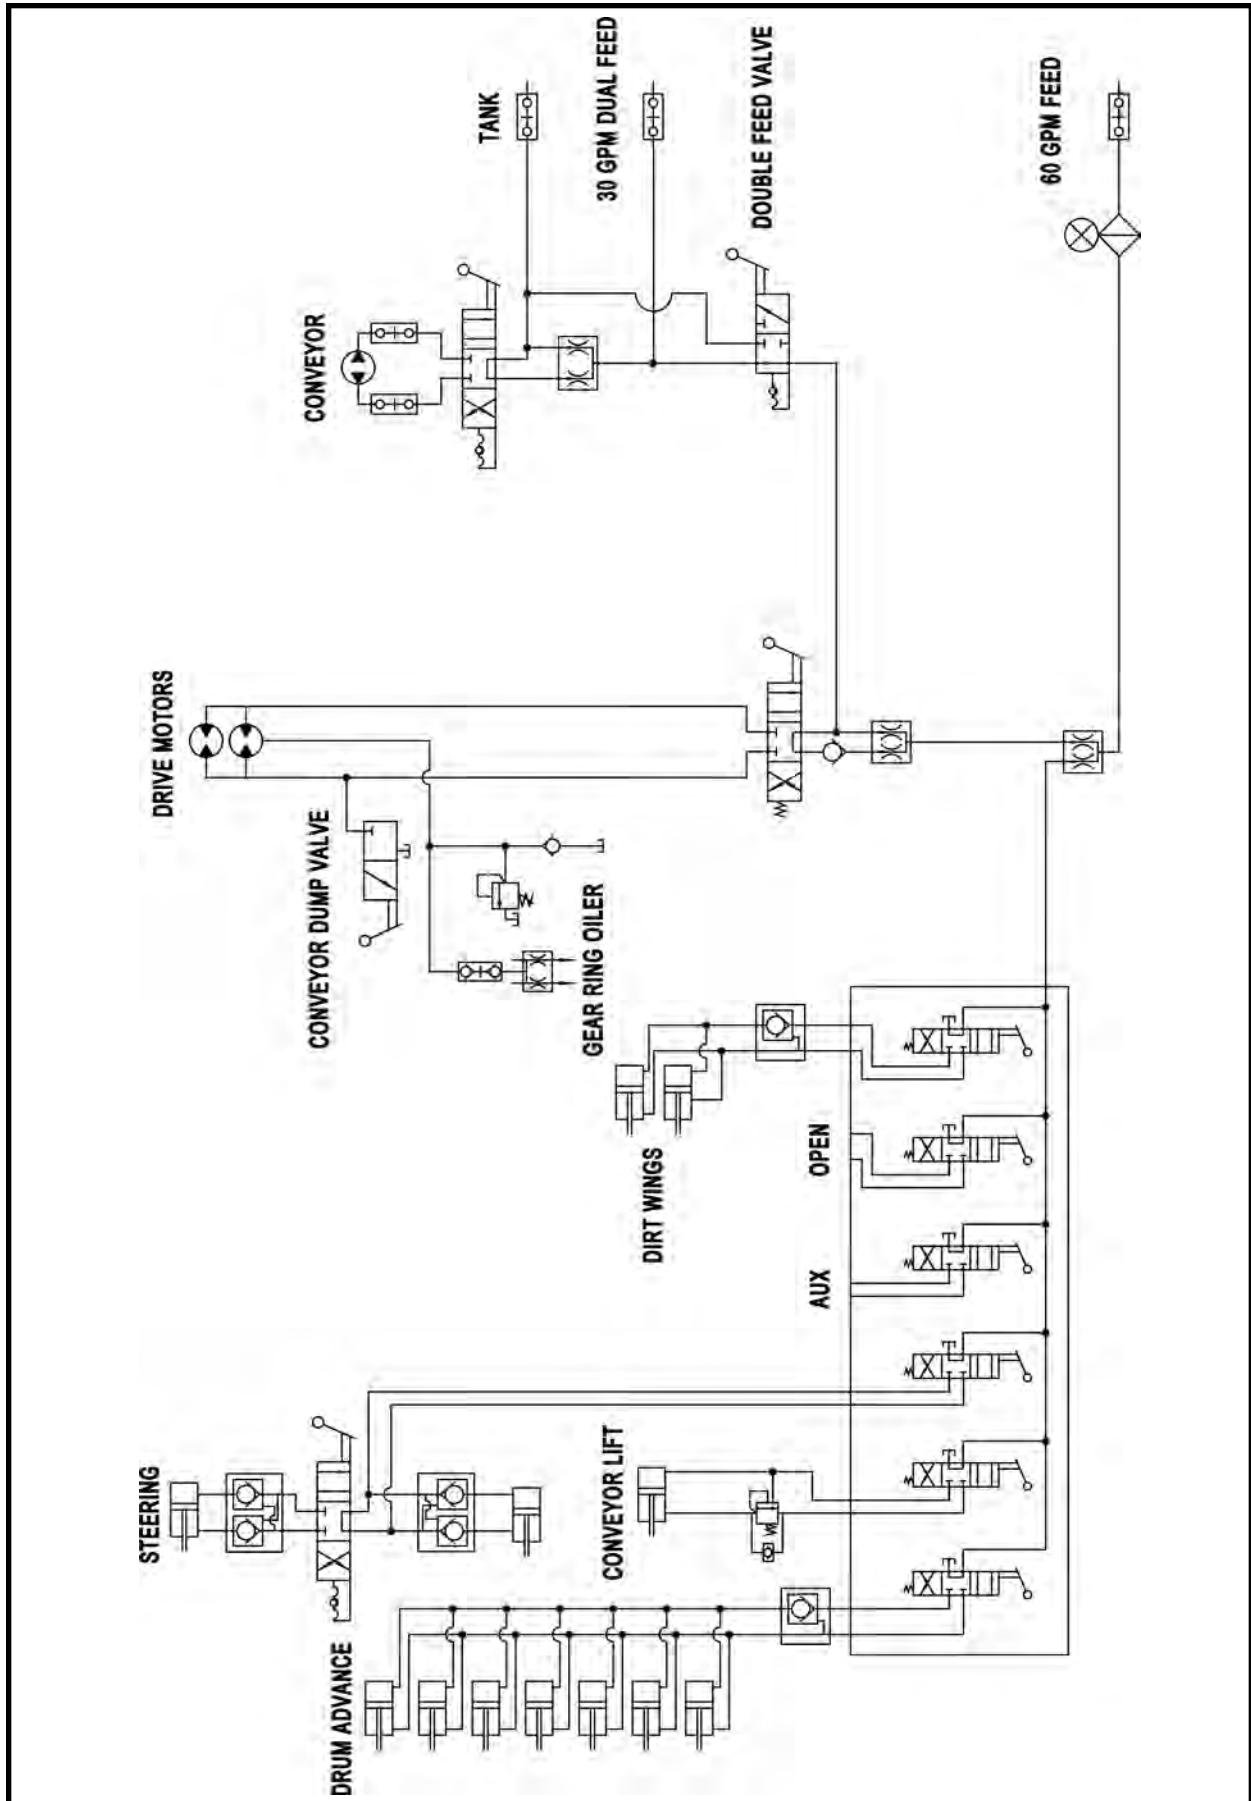 TANK
30 GPM DUAL FEED
DOUBLE FEED VALVE
60 GPM FEED
CONVEYOR
DRIVE MOTORS
CONVEYOR DUMP VALVE
GEAR RING OILER
DIRT WINGS
OPEN
AUX
STEERING
CONVEYOR LIFT
DRUM ADVANCE